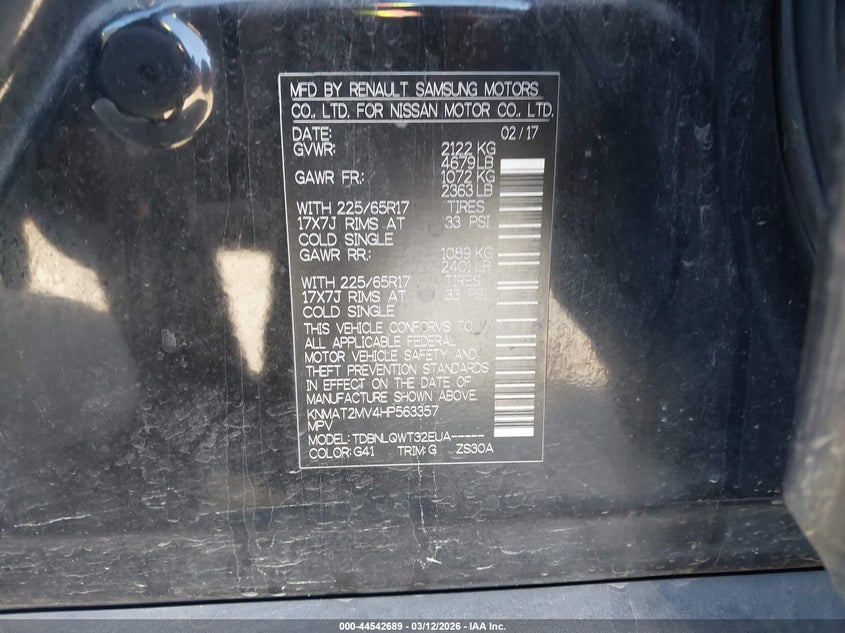 MFD BY RENAULT SAMSUNG MOTORS
CO., LTD. FOR NISSAN MOTOR CO., LTD.
DATE: 02/17
GVWR: 2122 KG
4679 LB
GAWR FR.: 1072 KG
2363 LB
WITH 225/65R17 TIRES
17X7J RIMS AT 33 PSI
COLD SINGLE
GAWR RR.: 1089 KG
2401 LB
WITH 225/65R17 TIRES
17X7J RIMS AT 33 PSI
COLD SINGLE
THIS VEHICLE CONFORMS TO
ALL APPLICABLE FEDERAL
MOTOR VEHICLE SAFETY AND
THEFT PREVENTION STANDARDS
IN EFFECT ON THE DATE OF
MANUFACTURE SHOWN ABOVE.
KNMAT2MV4HP563357
MPV
MODEL: TDBNLQWT32EUA-----
COLOR: G41 TRIM: G ZS30A
000-44542689 - 03/12/2026 - IAA Inc.